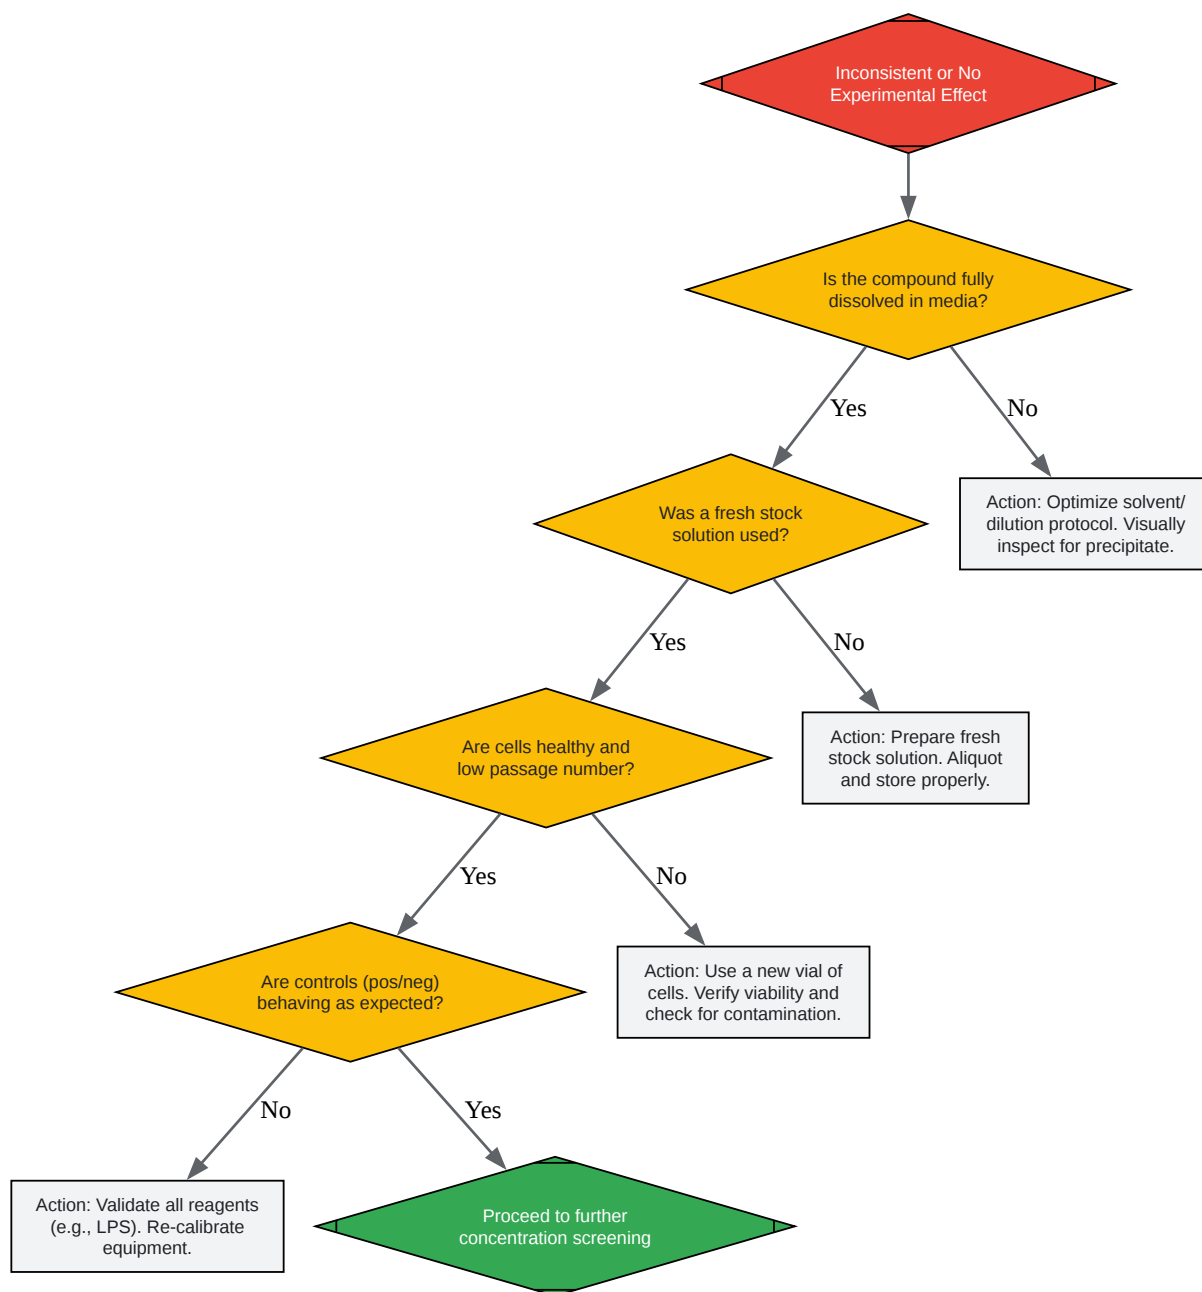 Inconsistent or No
Experimental Effect
Is the compound fully
dissolved in media?
Yes
No
Was a fresh stock
solution used?
Action: Optimize solvent/
dilution protocol. Visually
inspect for precipitate.
Yes
No
Are cells healthy and
low passage number?
Action: Prepare fresh
stock solution. Aliquot
and store properly.
Yes
No
Are controls (pos/neg)
behaving as expected?
Action: Use a new vial of
cells. Verify viability and
check for contamination.
No
Yes
Action: Validate all reagents
(e.g., LPS). Re-calibrate
equipment.
Proceed to further
concentration screening